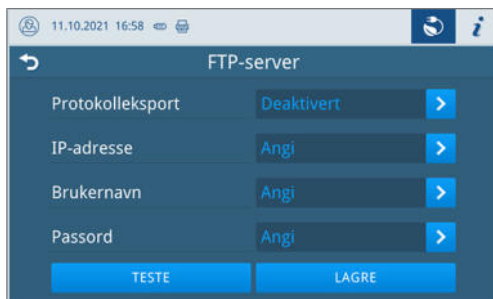 11.10.2021 16:58
i
FTP-server
Protokolleksport Deaktivert
IP-adresse Angi
Brukernavn Angi
Passord Angi
TESTE LAGRE